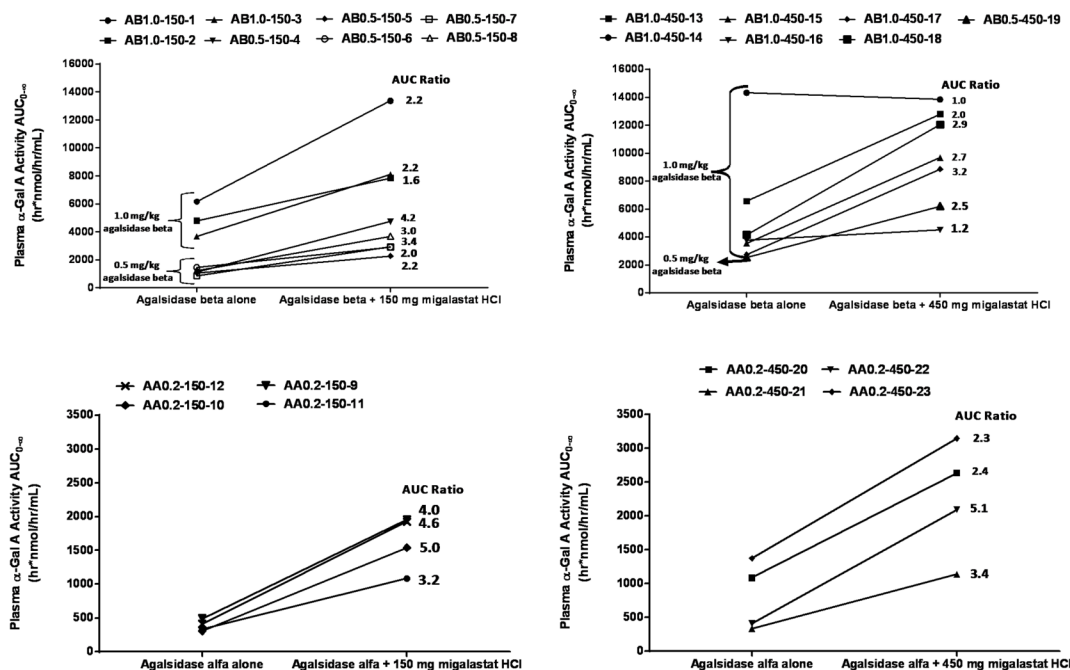 AB1.0-150-1 AB1.0-150-3 AB0.5-150-5 AB0.5-150-7
AB1.0-150-2 AB0.5-150-4 AB0.5-150-6 AB0.5-150-8
Plasma α-Gal A Activity AUC0-∞
(hr*nmol/hr/mL)
16000
14000
12000
10000
8000
6000
4000
2000
0
AUC Ratio
2.2
2.2
1.6
4.2
3.0
3.4
2.0
2.2
1.0 mg/kg
agalsidase beta
0.5 mg/kg
agalsidase beta
Agalsidase beta alone
Agalsidase beta + 150 mg migalastat HCl
AB1.0-450-13 AB1.0-450-15 AB1.0-450-17 AB0.5-450-19
AB1.0-450-14 AB1.0-450-16 AB1.0-450-18
Plasma α-Gal A Activity AUC0-∞
(hr*nmol/hr/mL)
16000
14000
12000
10000
8000
6000
4000
2000
0
AUC Ratio
1.0
2.0
2.9
2.7
3.2
2.5
1.2
1.0 mg/kg
agalsidase beta
0.5 mg/kg
agalsidase beta
Agalsidase beta alone
Agalsidase beta + 450 mg migalastat HCl
AA0.2-150-12 AA0.2-150-9
AA0.2-150-10 AA0.2-150-11
Plasma α-Gal A Activity AUC0-∞
(hr*nmol/hr/mL)
3500
3000
2500
2000
1500
1000
500
0
AUC Ratio
4.0
4.6
5.0
3.2
Agalsidase alfa alone
Agalsidase alfa + 150 mg migalastat HCl
AA0.2-450-20 AA0.2-450-22
AA0.2-450-21 AA0.2-450-23
Plasma α-Gal A Activity AUC0-∞
(hr*nmol/hr/mL)
3500
3000
2500
2000
1500
1000
500
0
AUC Ratio
2.3
2.4
5.1
3.4
Agalsidase alfa alone
Agalsidase alfa + 450 mg migalastat HCl